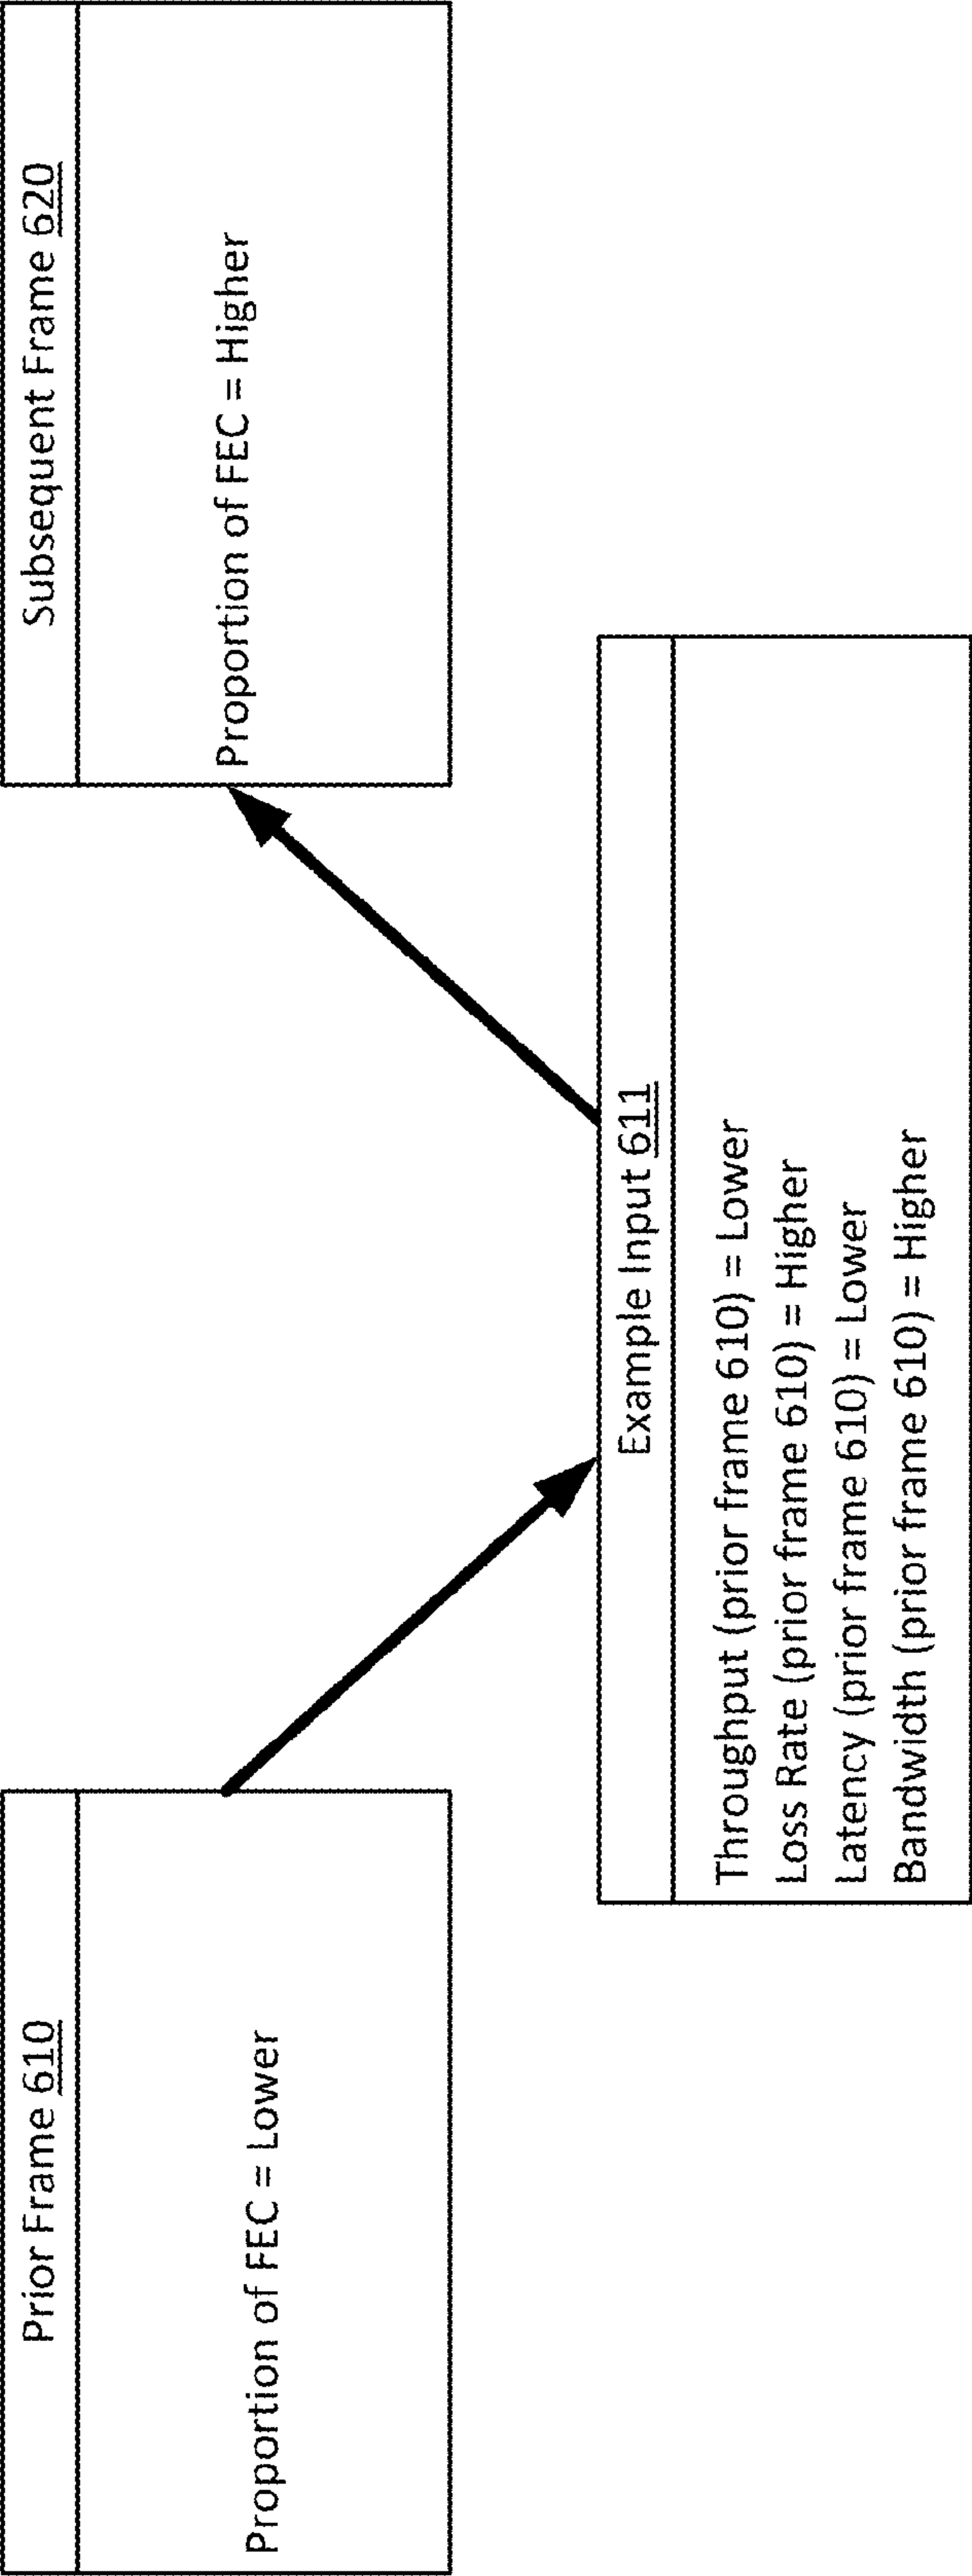 Prior Frame 610
Proportion of FEC = Lower
Example Input 611
Throughput (prior frame 610) = Lower
Loss Rate (prior frame 610) = Higher
Latency (prior frame 610) = Lower
Bandwidth (prior frame 610) = Higher
Subsequent Frame 620
Proportion of FEC = Higher